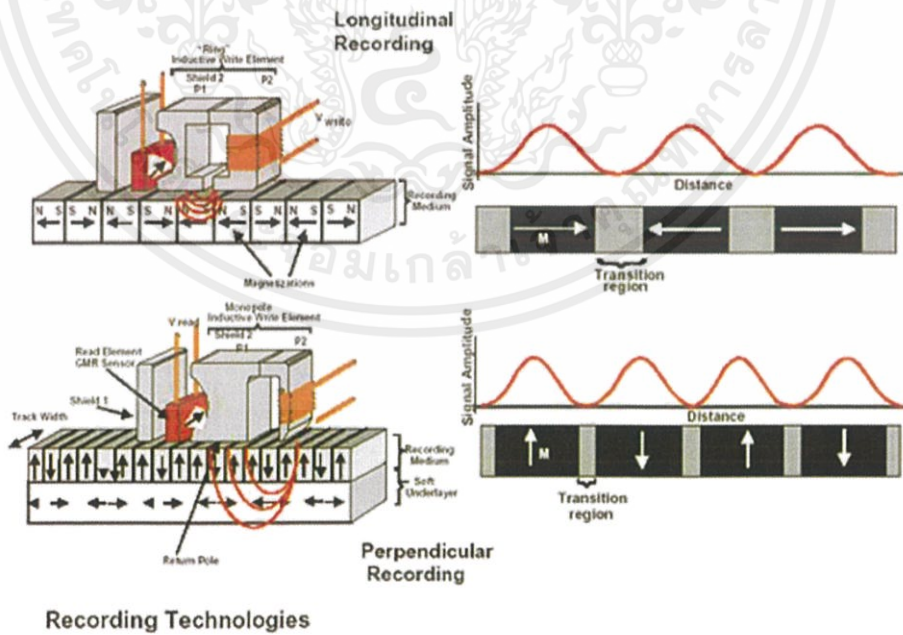 Longitudinal
Recording
"Ring"
Inductive Write Element
Shield 2
P1
P2
V write
Recording
Medium
N S S N N S S N N S S N N S S N
Magneszations
Signal Amplitude
Distance
M
Transition
region
Monopole
Inductive Write Element
V read
Shield 2
P1
P2
Read Element
GMR Sensor
Shield 1
Track Width
Recording
Medium
Soft
Underlayer
Return Pole
Signal Amplitude
Distance
M
Transition
region
Perpendicular
Recording
Recording Technologies